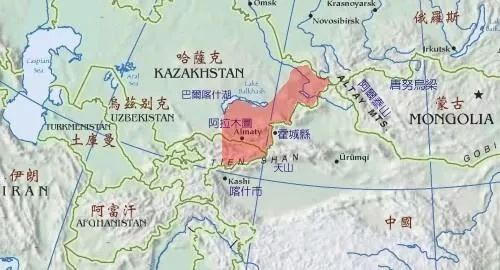 Omsk
Krasnoyarsk
Novosibirsk
俄羅斯
Irkutsk
哈薩克
KAZAKHSTAN
Caspian
Sea
Aral
Sea
Lake
Balkhash
巴爾喀什湖
ALTAY MTS.
阿爾泰山
唐努烏梁
蒙古
MONGOLIA
烏茲別克
UZBEKISTAN
阿拉木圖
Almaty
霍城縣
TURKMENISTAN
土庫曼
TIEN SHAN
天山
Urümqi
GOBI
伊朗
IRAN
Kashi
喀什市
阿富汗
AFGHANISTAN
中國
CHINA